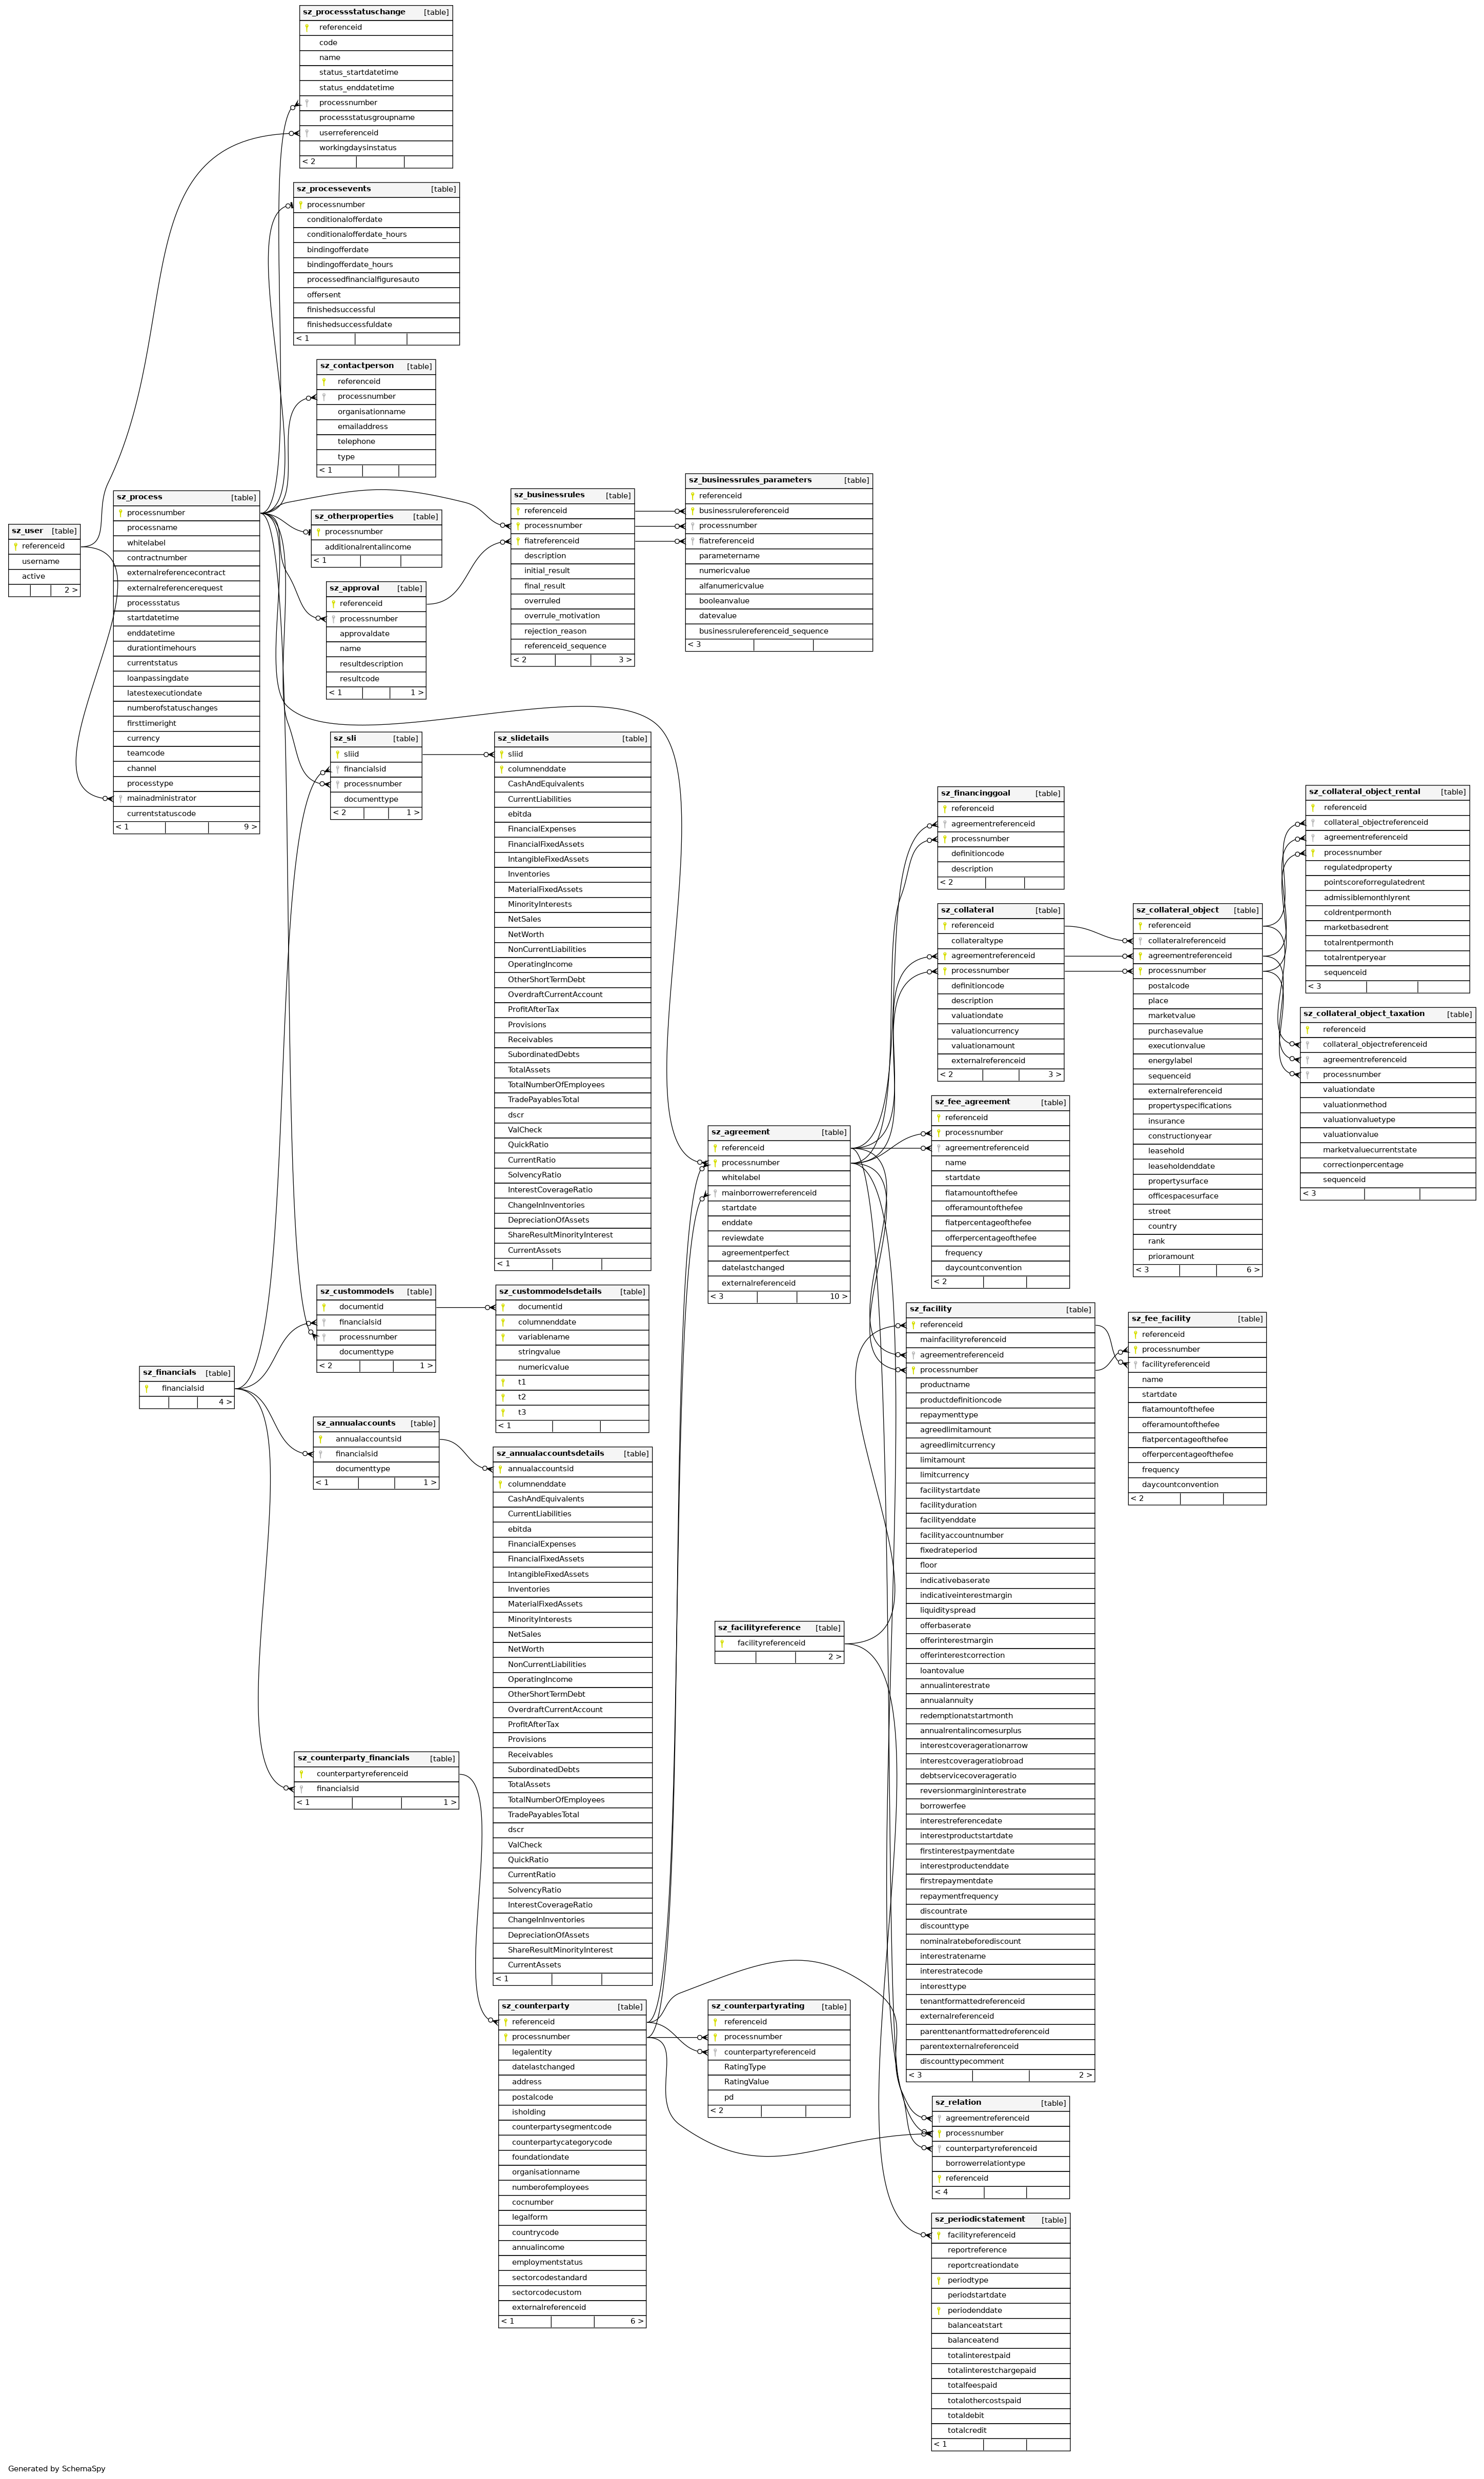 sz_processstatuschange [table]
referenceid
code
name
status_startdatetime
status_enddatetime
processnumber
processstatusgroupname
userreferenceid
workingdaysinstatus
< 2
sz_processevents [table]
processnumber
conditionalofferdate
conditionalofferdate_hours
bindingofferdate
bindingofferdate_hours
processedfinancialfiguresauto
offersent
finishedsuccessful
finishedsuccessfuldate
< 1
sz_contactperson [table]
referenceid
processnumber
organisationname
emailaddress
telephone
type
< 1
sz_user [table]
referenceid
username
active
2 >
sz_process [table]
processnumber
processname
whitelabel
contractnumber
externalreferencecontract
externalreferencerequest
processstatus
startdatetime
enddatetime
durationtimehours
currentstatus
loanpassingdate
latestexecutiondate
numberofstatuschanges
firsttimeright
currency
teamcode
channel
processtype
mainadministrator
currentstatuscode
< 1 9 >
sz_otherproperties [table]
processnumber
additionalrentalincome
< 1
sz_approval [table]
referenceid
processnumber
approvaldate
name
resultdescription
resultcode
< 1 1 >
sz_businessrules [table]
referenceid
processnumber
fiatreferenceid
description
initial_result
final_result
overruled
overrule_motivation
rejection_reason
referenceid_sequence
< 2 3 >
sz_businessrules_parameters [table]
referenceid
businessrulereferenceid
processnumber
fiatreferenceid
parametername
numericvalue
alfanumericvalue
booleanvalue
datevalue
businessrulereferenceid_sequence
< 3
sz_sli [table]
sliid
financialsid
processnumber
documenttype
< 2 1 >
sz_slidetails [table]
sliid
columnenddate
CashAndEquivalents
CurrentLiabilities
ebitda
FinancialExpenses
FinancialFixedAssets
IntangibleFixedAssets
Inventories
MaterialFixedAssets
MinorityInterests
NetSales
NetWorth
NonCurrentLiabilities
OperatingIncome
OtherShortTermDebt
OverdraftCurrentAccount
ProfitAfterTax
Provisions
Receivables
SubordinatedDebts
TotalAssets
TotalNumberOfEmployees
TradePayablesTotal
dscr
ValCheck
QuickRatio
CurrentRatio
SolvencyRatio
InterestCoverageRatio
ChangeInInventories
DepreciationOfAssets
ShareResultMinorityInterest
CurrentAssets
< 1
sz_financinggoal [table]
referenceid
agreementreferenceid
processnumber
definitioncode
description
< 2
sz_collateral [table]
referenceid
collateraltype
agreementreferenceid
processnumber
definitioncode
description
valuationdate
valuationcurrency
valuationamount
externalreferenceid
< 2 3 >
sz_collateral_object [table]
referenceid
collateralreferenceid
agreementreferenceid
processnumber
postalcode
place
marketvalue
purchasevalue
executionvalue
energylabel
sequenceid
externalreferenceid
propertyspecifications
insurance
constructionyear
leasehold
leaseholdenddate
propertysurface
officespacesurface
street
country
rank
prioramount
< 3 6 >
sz_collateral_object_rental [table]
referenceid
collateral_objectreferenceid
agreementreferenceid
processnumber
regulatedproperty
pointscoreforregulatedrent
admissiblemonthlyrent
coldrentpermonth
marketbasedrent
totalrentpermonth
totalrentperyear
sequenceid
< 3
sz_collateral_object_taxation [table]
referenceid
collateral_objectreferenceid
agreementreferenceid
processnumber
valuationdate
valuationmethod
valuationvaluetype
valuationvalue
marketvaluecurrentstate
correctionpercentage
sequenceid
< 3
sz_fee_agreement [table]
referenceid
processnumber
agreementreferenceid
name
startdate
fiatamountofthefee
offeramountofthefee
fiatpercentageofthefee
offerpercentageofthefee
frequency
daycountconvention
< 2
sz_agreement [table]
referenceid
processnumber
whitelabel
mainborrowerreferenceid
startdate
enddate
reviewdate
agreementperfect
datelastchanged
externalreferenceid
< 3 10 >
sz_custommodels [table]
documentid
financialsid
processnumber
documenttype
< 2 1 >
sz_custommodelsdetails [table]
documentid
columnenddate
variablename
stringvalue
numericvalue
t1
t2
t3
< 1
sz_financials [table]
financialsid
4 >
sz_annualaccounts [table]
annualaccountsid
financialsid
documenttype
< 1 1 >
sz_annualaccountsdetails [table]
annualaccountsid
columnenddate
CashAndEquivalents
CurrentLiabilities
ebitda
FinancialExpenses
FinancialFixedAssets
IntangibleFixedAssets
Inventories
MaterialFixedAssets
MinorityInterests
NetSales
NetWorth
NonCurrentLiabilities
OperatingIncome
OtherShortTermDebt
OverdraftCurrentAccount
ProfitAfterTax
Provisions
Receivables
SubordinatedDebts
TotalAssets
TotalNumberOfEmployees
TradePayablesTotal
dscr
ValCheck
QuickRatio
CurrentRatio
SolvencyRatio
InterestCoverageRatio
ChangeInInventories
DepreciationOfAssets
ShareResultMinorityInterest
CurrentAssets
< 1
sz_facility [table]
referenceid
mainfacilityreferenceid
agreementreferenceid
processnumber
productname
productdefinitioncode
repaymenttype
agreedlimitamount
agreedlimitcurrency
limitamount
limitcurrency
facilitystartdate
facilityduration
facilityenddate
facilityaccountnumber
fixedrateperiod
floor
indicativebaserate
indicativeinterestmargin
liquidityspread
offerbaserate
offerinterestmargin
offerinterestcorrection
loantovalue
annualinterestrate
annualannuity
redemptionatstartmonth
annualrentalincomesurplus
interestcoveragerationarrow
interestcoverageratiobroad
debtservicecoverageratio
reversionmargininterestrate
borrowerfee
interestreferencedate
interestproductstartdate
firstinterestpaymentdate
interestproductenddate
firstrepaymentdate
repaymentfrequency
discountrate
discounttype
nominalratebeforediscount
interestratename
interestratecode
interesttype
tenantformattedreferenceid
externalreferenceid
parenttenantformattedreferenceid
parentexternalreferenceid
discounttypecomment
< 3 2 >
sz_fee_facility [table]
referenceid
processnumber
facilityreferenceid
name
startdate
fiatamountofthefee
offeramountofthefee
fiatpercentageofthefee
offerpercentageofthefee
frequency
daycountconvention
< 2
sz_facilityreference [table]
facilityreferenceid
2 >
sz_counterparty_financials [table]
counterpartyreferenceid
financialsid
< 1 1 >
sz_counterparty [table]
referenceid
processnumber
legalentity
datelastchanged
address
postalcode
isholding
counterpartysegmentcode
counterpartycategorycode
foundationdate
organisationname
numberofemployees
cocnumber
legalform
countrycode
annualincome
employmentstatus
sectorcodestandard
sectorcodecustom
externalreferenceid
< 1 6 >
sz_counterpartyrating [table]
referenceid
processnumber
counterpartyreferenceid
RatingType
RatingValue
pd
< 2
sz_relation [table]
agreementreferenceid
processnumber
counterpartyreferenceid
borrowerrelationtype
referenceid
< 4
sz_periodicstatement [table]
facilityreferenceid
reportreference
reportcreationdate
periodtype
periodstartdate
periodenddate
balanceatstart
balanceatend
totalinterestpaid
totalinterestchargepaid
totalfeespaid
totalothercostspaid
totaldebit
totalcredit
< 1
Generated by SchemaSpy